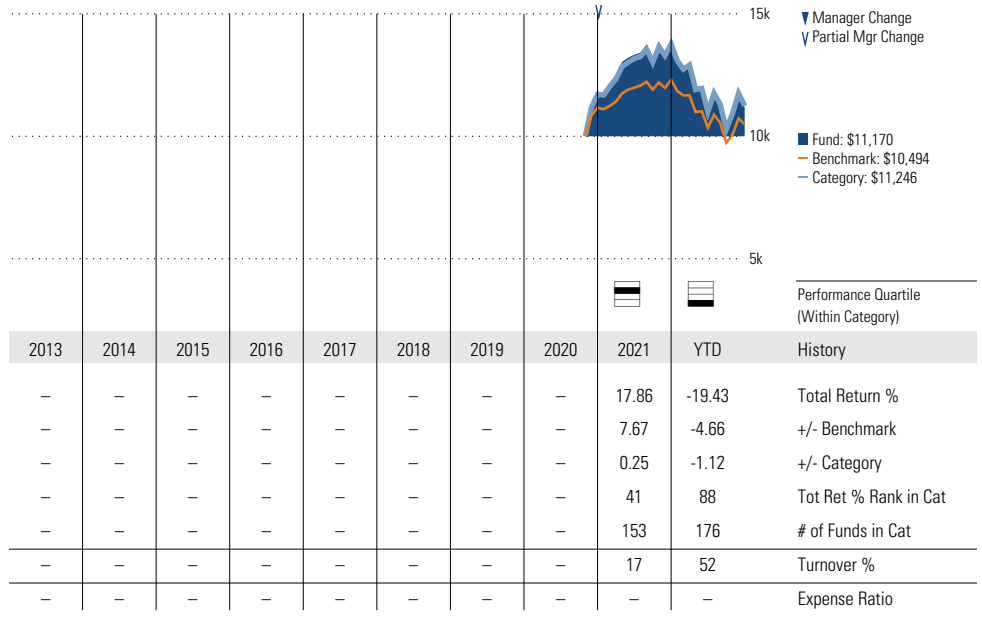 15k
Manager Change
Partial Mgr Change
10k
Fund: $11,170
Benchmark: $10,494
Category: $11,246
5k
Performance Quartile
(Within Category)
2013 2014 2015 2016 2017 2018 2019 2020 2021 YTD History
– – – – – – – – 17.86 -19.43 Total Return %
– – – – – – – – 7.67 -4.66 +/- Benchmark
– – – – – – – – 0.25 -1.12 +/- Category
– – – – – – – – 41 88 Tot Ret % Rank in Cat
– – – – – – – – 153 176 # of Funds in Cat
– – – – – – – – 17 52 Turnover %
– – – – – – – – – – Expense Ratio